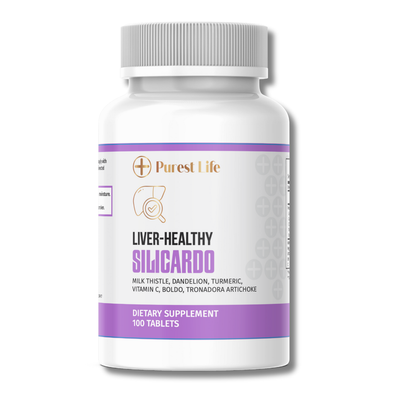 Purest Life
LIVER-HEALTHY
SILICARDO
MILK THISTLE, DANDELION, TURMERIC,
VITAMIN C, BOLDO, TRONADORA ARTICHOKE
DIETARY SUPPLEMENT
100 TABLETS